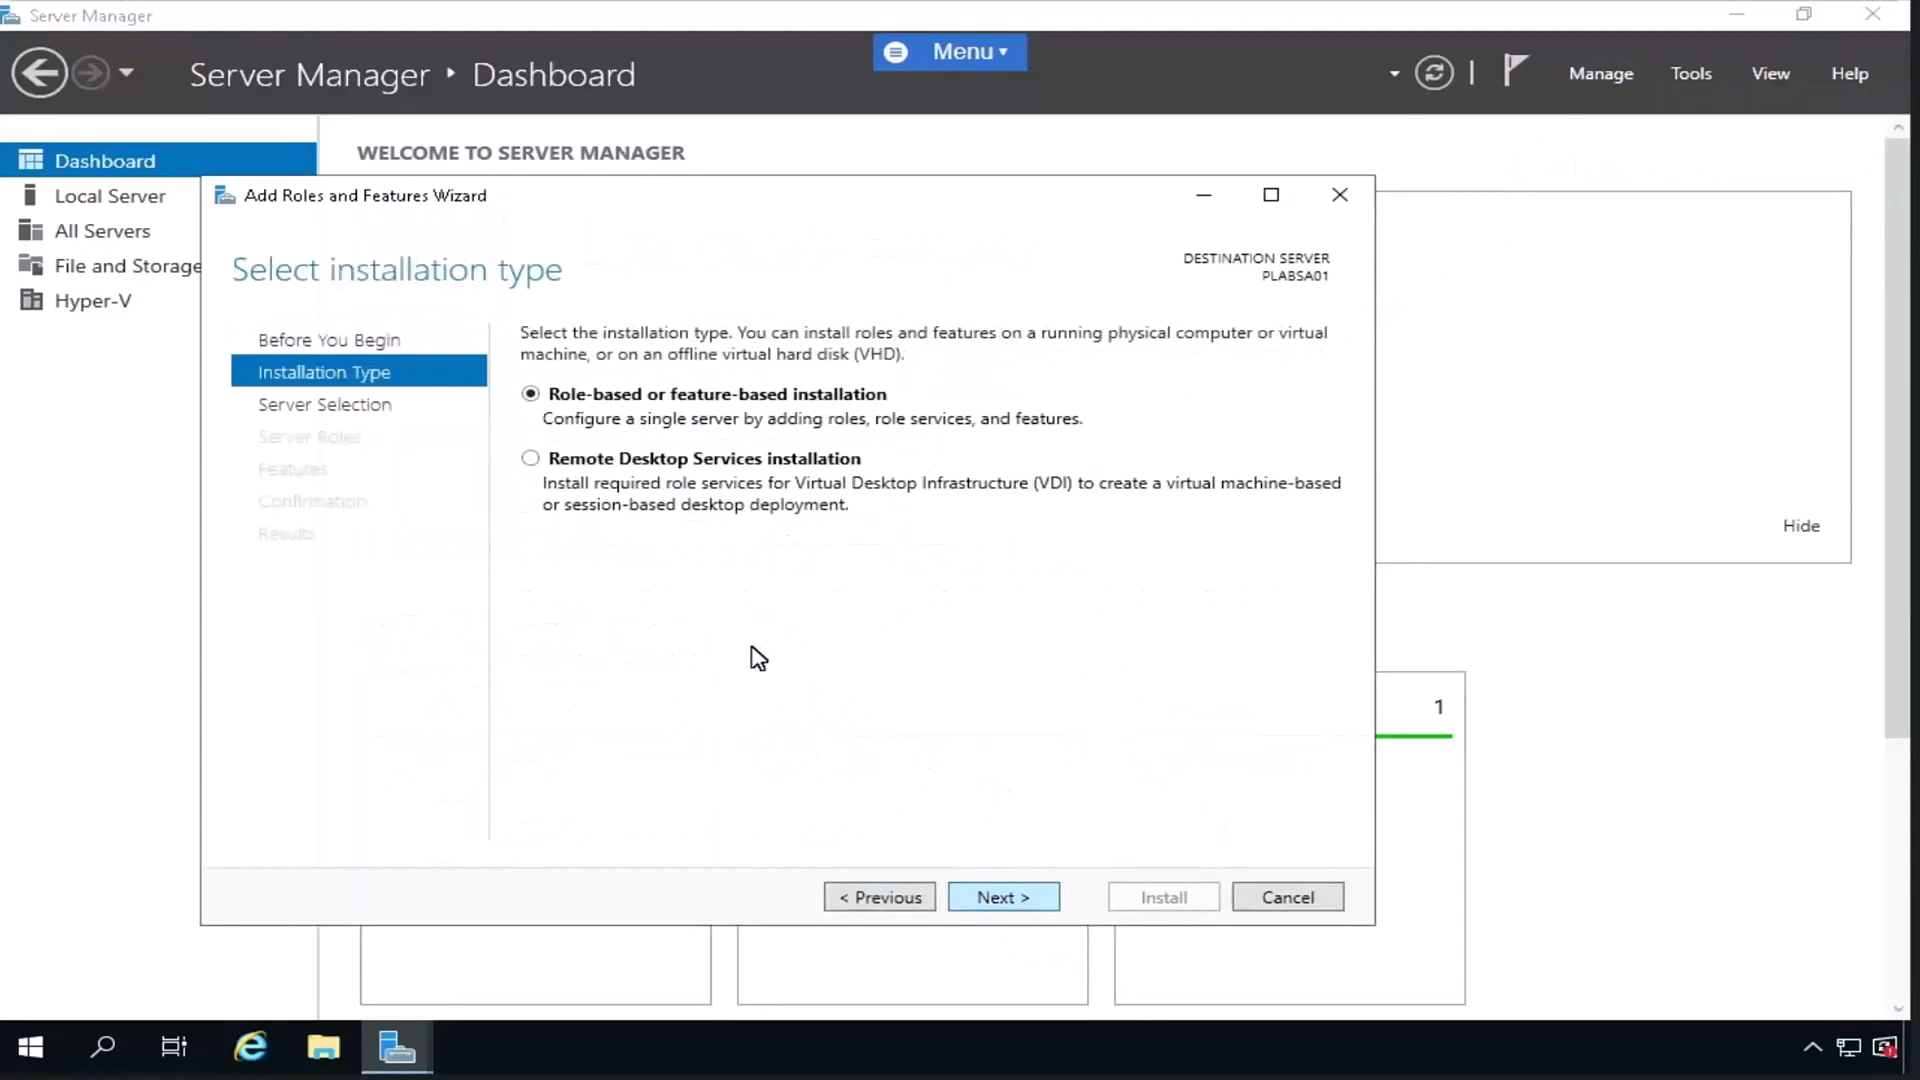 Server Manager
Server Manager ‣ Dashboard
Menu
Manage
Tools
View
Help
Dashboard
Local Server
All Servers
File and Storage
Hyper-V
WELCOME TO SERVER MANAGER
Add Roles and Features Wizard
Select installation type
DESTINATION SERVER
PLABSA01
Before You Begin
Installation Type
Server Selection
Server Roles
Features
Confirmation
Results
Select the installation type. You can install roles and features on a running physical computer or virtual
machine, or on an offline virtual hard disk (VHD).
Role-based or feature-based installation
Configure a single server by adding roles, role services, and features.
Remote Desktop Services installation
Install required role services for Virtual Desktop Infrastructure (VDI) to create a virtual machine-based
or session-based desktop deployment.
Hide
1
< Previous
Next >
Install
Cancel